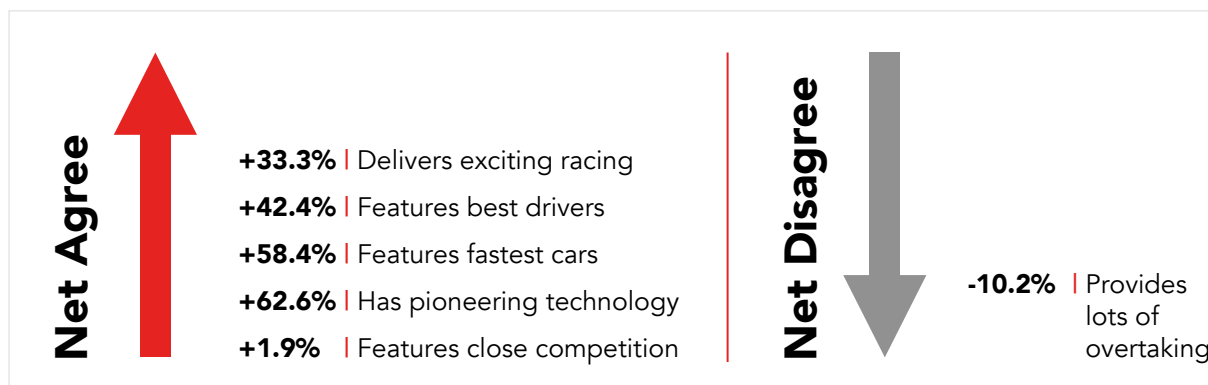 Net Agree
+33.3% | Delivers exciting racing
+42.4% | Features best drivers
+58.4% | Features fastest cars
+62.6% | Has pioneering technology
+1.9% | Features close competition
Net Disagree
-10.2% | Provides
lots of
overtaking